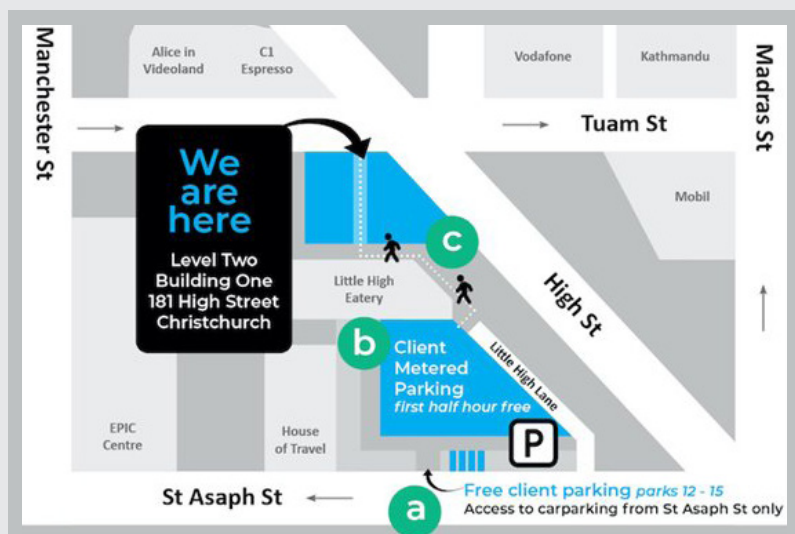 Manchester St
Alice in
Videoland
C1
Espresso
Vodafone
Kathmandu
Madras St
Tuam St
We
are
here
Level Two
Building One
181 High Street
Christchurch
Mobil
c
Little High
Eatery
High St
b
Client
Metered
Parking
first half hour free
Little High Lane
EPIC
Centre
House
of Travel
P
St Asaph St
a
Free client parking parks 12 - 15
Access to carparking from St Asaph St only